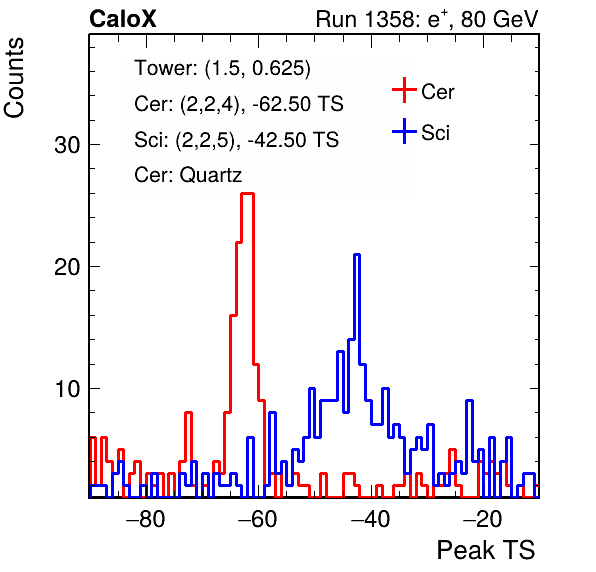 CaloX Run 1358: e⁺, 80 GeV
Counts
Tower: (1.5, 0.625)
Cer: (2,2,4), -62.50 TS
Sci: (2,2,5), -42.50 TS
Cer: Quartz
Cer
Sci
30
20
10
−80 −60 −40 −20
Peak TS